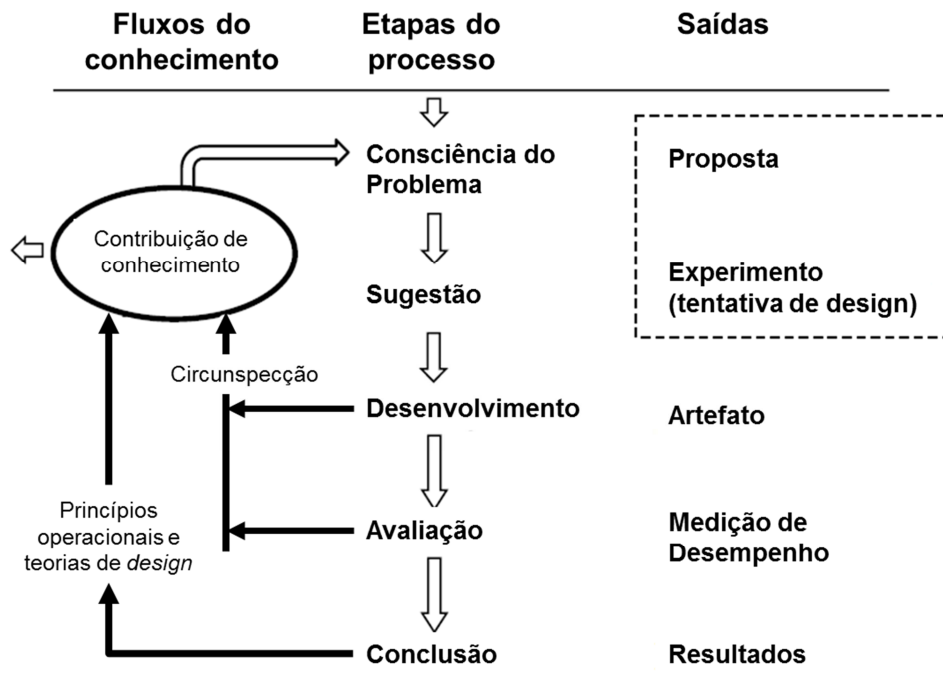 Fluxos do
conhecimento
Etapas do
processo
Saídas
Consciência do
Problema
Proposta
Contribuição de
conhecimento
Sugestão
Experimento
(tentativa de design)
Circunspecção
Desenvolvimento
Artefato
Princípios
operacionais e
teorias de design
Avaliação
Medição de
Desempenho
Conclusão
Resultados